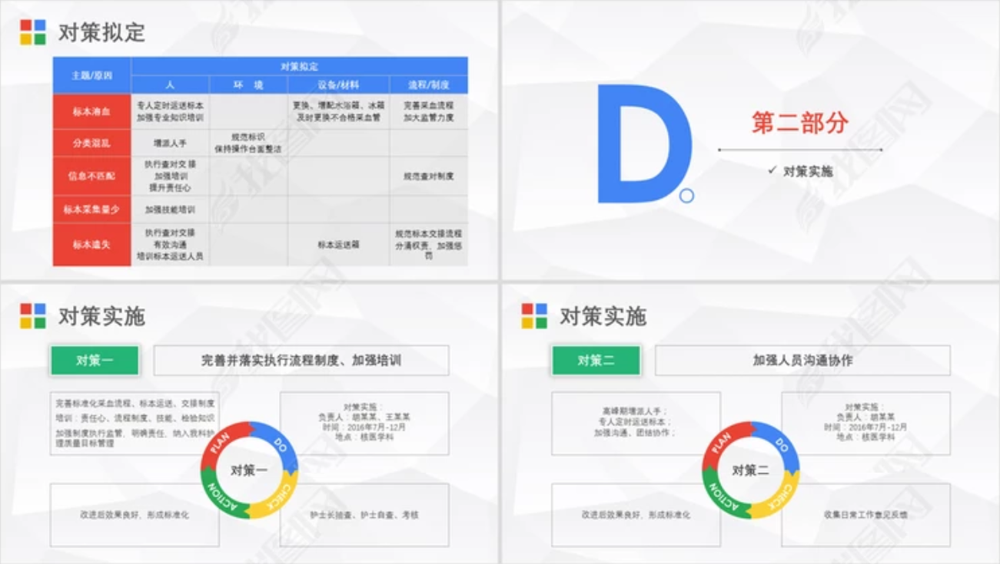 对策拟定
主题/原因
对策拟定
人
环 境
设备/材料
流程/制度
标本溶血
专人定时运送标本
加强专业知识培训
更换、增配水浴箱、冰箱
及时更换不合格采血管
完善采血流程
加大监管力度
分类混乱
增派人手
规范标识
保持操作台面整洁
信息不匹配
执行查对交接
加强培训
提升责任心
规范查对制度
标本采集量少
加强技能培训
标本遗失
执行查对交接
有效沟通
培训标本运送人员
标本运送箱
规范标本交接流程
分清权责，加强惩
罚
D
第二部分
✓ 对策实施
对策实施
对策一
完善并落实执行流程制度、加强培训
完善标准化采血流程、标本运送、交接制度
培训：责任心、流程制度、技能、检验知识
加强制度执行监管，明确责任，纳入我科护
理质量目标管理
对策实施：
负责人：胡某某、王某某
时间：2016年7月-12月
地点：核医学科
PLAN
DO
对策一
ACTION
CHECK
改进后效果良好，形成标准化
护士长抽查、护士自查、考核
对策实施
对策二
加强人员沟通协作
高峰期增派人手；
专人定时运送标本；
加强沟通、团结协作；
对策实施：
负责人：胡某某
时间：2016年7月-12月
地点：核医学科
PLAN
DO
对策二
ACTION
CHECK
改进后效果良好，形成标准化
收集日常工作意见反馈